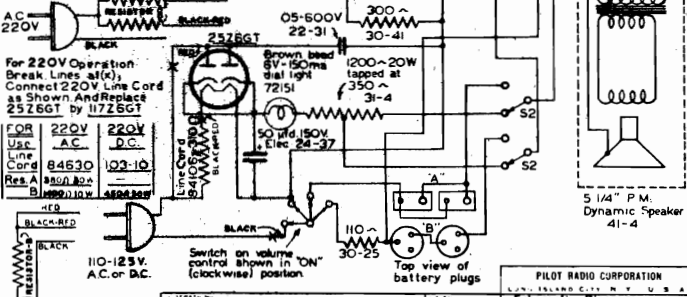 A.C.
220V
RESISTOR
BLACK-RED
BLACK
25Z6GT
RED
05-600V
22-31
300~
30-41
Brown bead
6V-150ma
dial light
72151
1200~20W
tapped at
350~
31-4
For 220V Operation
Break Lines at(x),
Connect 220V Line Cord
as Shown. And Replace
25Z6GT by 117Z6GT
FOR 220V 220V
Use A.C. D.C.
Line
Cord 84630 103-10
Res. A
B
Line Cord
BLACK-RED
50 µfd.150V.
Elec. 24-37
S2
S2
"A"
"B"
RED
BLACK-RED
BLACK
RESISTOR-B
110-125V.
A.C. or D.C.
BLACK
Switch on volume
control shown in "ON"
(clockwise) position
110~
30-25
Top view of
battery plugs
5 1/4" P.M.
Dynamic Speaker
41-4
PILOT RADIO CORPORATION
LONG ISLAND CITY N Y U S A